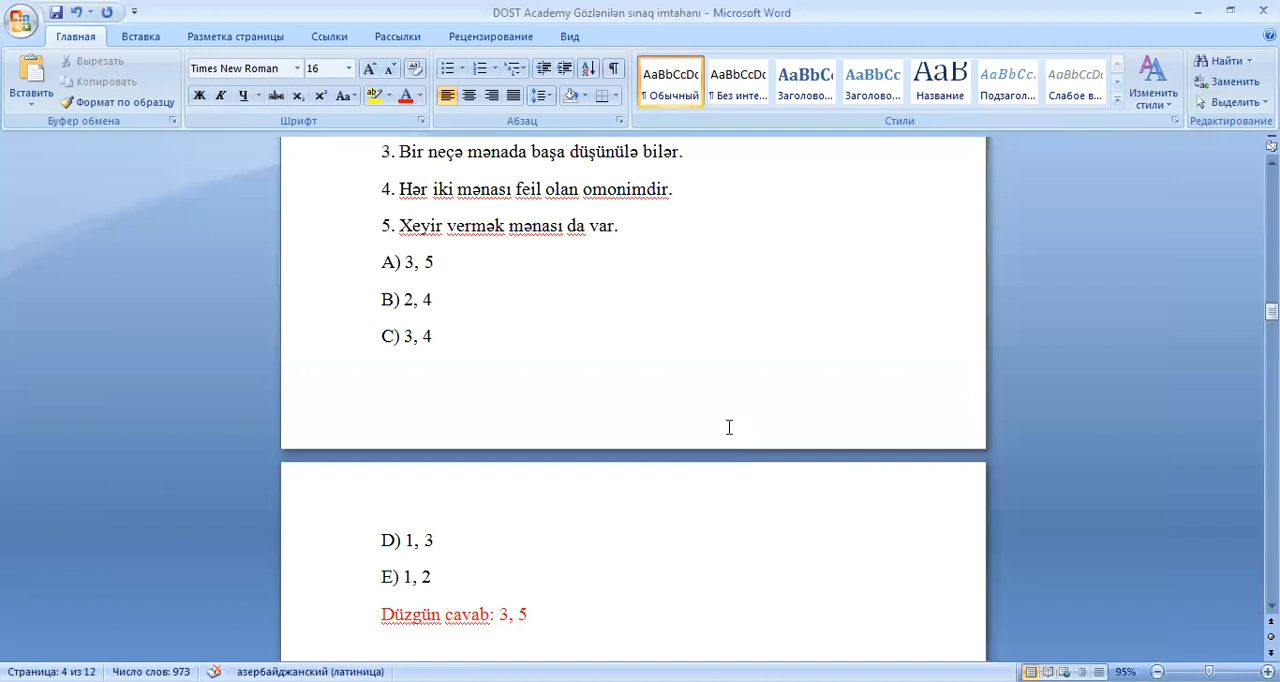 DOST Academy Gözlənilən sınaq imtahanı - Microsoft Word
Главная Вставка Разметка страницы Ссылки Рассылки Рецензирование Вид
Вставить
Вырезать
Копировать
Формат по образцу
Буфер обмена
Times New Roman 16
Ж К Ч abc x₂ x² Aa
Шрифт
Абзац
AaBbCcDc AaBbCcDc AaBbC AaBbCc AaB AaBbCc. AaBbCcDc
¶ Обычный ¶ Без инте... Заголово... Заголово... Название Подзагол... Слабое в...
Стили
Изменить
стили
Найти
Заменить
Выделить
Редактирование
3. Bir neçə mənada başa düşünülə bilər.
4. Hər iki mənası feil olan omonimdir.
5. Xeyir vermək mənası da var.
A) 3, 5
B) 2, 4
C) 3, 4
D) 1, 3
E) 1, 2
Düzgün cavab: 3, 5
Страница: 4 из 12 Число слов: 973 азербайджанский (латиница) 95%